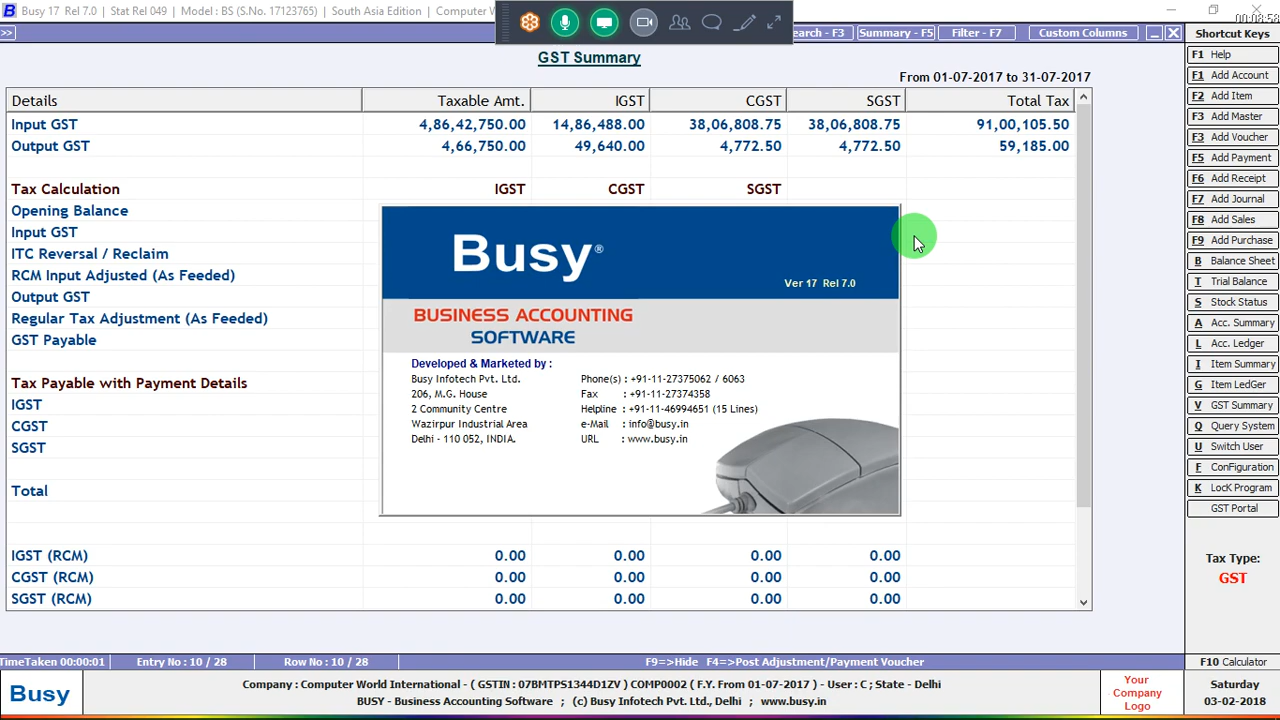 Busy 17 Rel 7.0 | Stat Rel 049 | Model : BS (S.No. 17123765) | South Asia Edition | Computer W
00:08:58
>> earch - F3 Summary - F5 Filter - F7 Custom Columns Shortcut Keys
GST Summary
From 01-07-2017 to 31-07-2017
Details Taxable Amt. IGST CGST SGST Total Tax
Input GST 4,86,42,750.00 14,86,488.00 38,06,808.75 38,06,808.75 91,00,105.50
Output GST 4,66,750.00 49,640.00 4,772.50 4,772.50 59,185.00
Tax Calculation IGST CGST SGST
Opening Balance
Input GST
ITC Reversal / Reclaim
RCM Input Adjusted (As Feeded)
Output GST
Regular Tax Adjustment (As Feeded)
GST Payable
Tax Payable with Payment Details
IGST
CGST
SGST
Total
IGST (RCM) 0.00 0.00 0.00 0.00
CGST (RCM) 0.00 0.00 0.00 0.00
SGST (RCM) 0.00 0.00 0.00 0.00
Busy®
Ver 17 Rel 7.0
BUSINESS ACCOUNTING
SOFTWARE
Developed & Marketed by :
Busy Infotech Pvt. Ltd.
206, M.G. House
2 Community Centre
Wazirpur Industrial Area
Delhi - 110 052, INDIA.
Phone(s) : +91-11-27375062 / 6063
Fax : +91-11-27374358
Helpline : +91-11-46994651 (15 Lines)
e-Mail : info@busy.in
URL : www.busy.in
F1 Help
F1 Add Account
F2 Add Item
F3 Add Master
F3 Add Voucher
F5 Add Payment
F6 Add Receipt
F7 Add Journal
F8 Add Sales
F9 Add Purchase
B Balance Sheet
T Trial Balance
S Stock Status
A Acc. Summary
L Acc. Ledger
I Item Summary
G Item LedGer
V GST Summary
Q Query System
U Switch User
F ConFiguration
K LocK Program
GST Portal
Tax Type:
GST
TimeTaken 00:00:01 Entry No : 10 / 28 Row No : 10 / 28 F9=>Hide F4=>Post Adjustment/Payment Voucher F10 Calculator
Busy
Company : Computer World International - ( GSTIN : 07BMTPS1344D1ZV ) COMP0002 ( F.Y. From 01-07-2017 ) - User : C ; State - Delhi
BUSY - Business Accounting Software ; (c) Busy Infotech Pvt. Ltd., Delhi ; www.busy.in
Your
Company
Logo
Saturday
03-02-2018